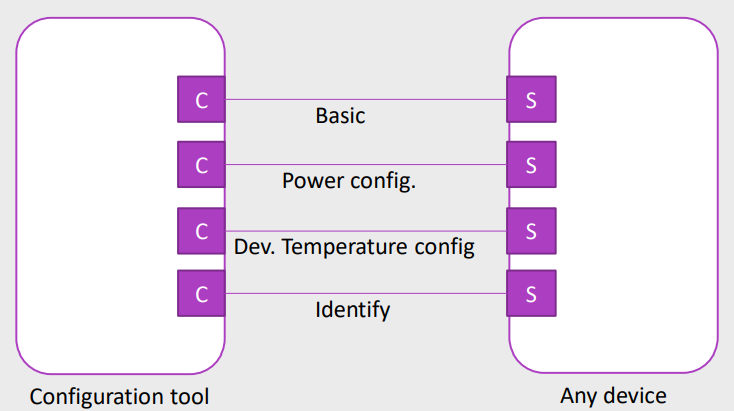 C
S
Basic
C
S
Power config.
C
S
Dev. Temperature config
C
S
Identify
Configuration tool
Any device